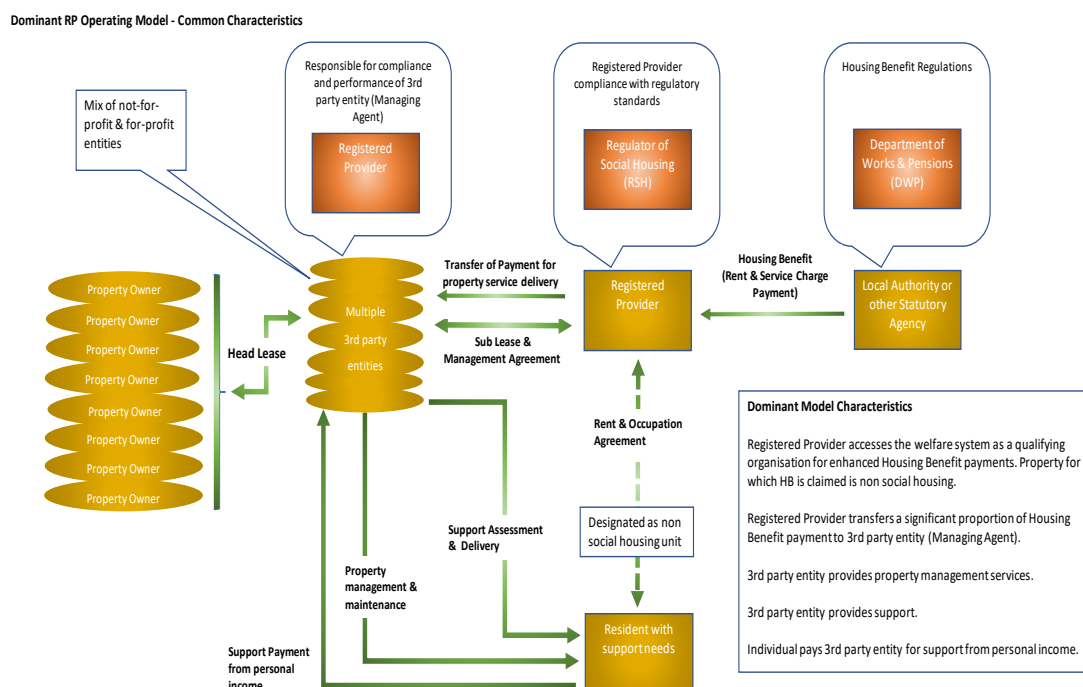 Dominant RP Operating Model - Common Characteristics
Mix of not-for-
profit & for-profit
entities
Responsible for compliance
and performance of 3rd
party entity (Managing
Agent)
Registered
Provider
Registered Provider
compliance with regulatory
standards
Regulator of
Social Housing
(RSH)
Housing Benefit Regulations
Department of
Works & Pensions
(DWP)
Property Owner
Property Owner
Property Owner
Property Owner
Property Owner
Property Owner
Property Owner
Property Owner
Head Lease
Multiple
3rd party
entities
Transfer of Payment for
property service delivery
Sub Lease &
Management Agreement
Registered
Provider
Housing Benefit
(Rent & Service Charge
Payment)
Local Authority or
other Statutory
Agency
Rent & Occupation
Agreement
Designated as non
social housing unit
Support Assessment
& Delivery
Property
management &
maintenance
Support Payment
from personal
income
Resident with
support needs
Dominant Model Characteristics
Registered Provider accesses the welfare system as a qualifying
organisation for enhanced Housing Benefit payments. Property for
which HB is claimed is non social housing.
Registered Provider transfers a significant proportion of Housing
Benefit payment to 3rd party entity (Managing Agent).
3rd party entity provides property management services.
3rd party entity provides support.
Individual pays 3rd party entity for support from personal income.